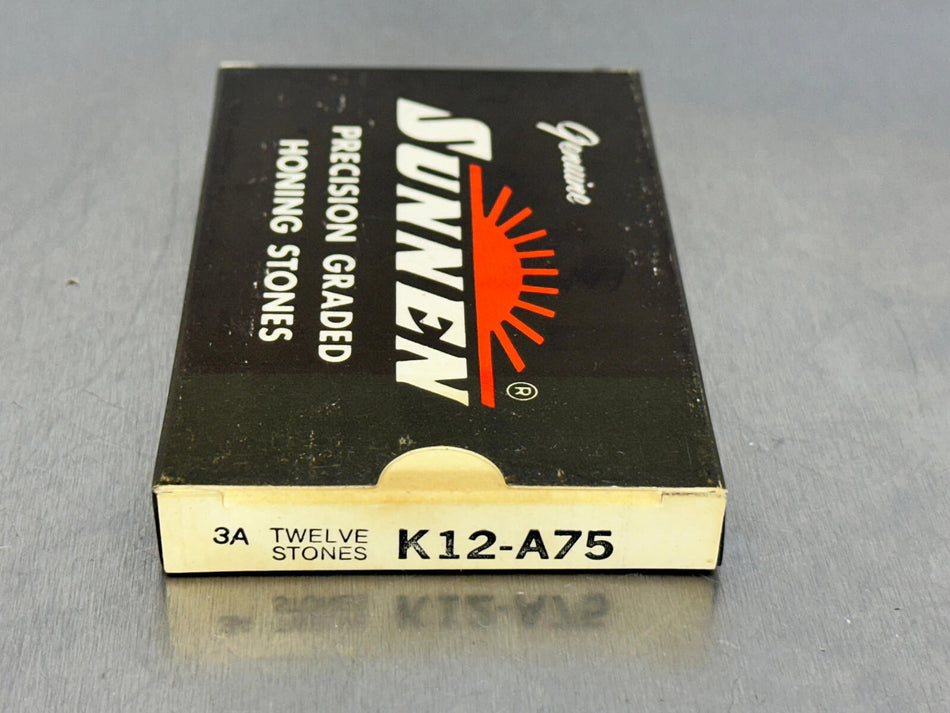 Genuine
SUNNEN
®
PRECISION GRADED
HONING STONES
3A TWELVE STONES K12-A75